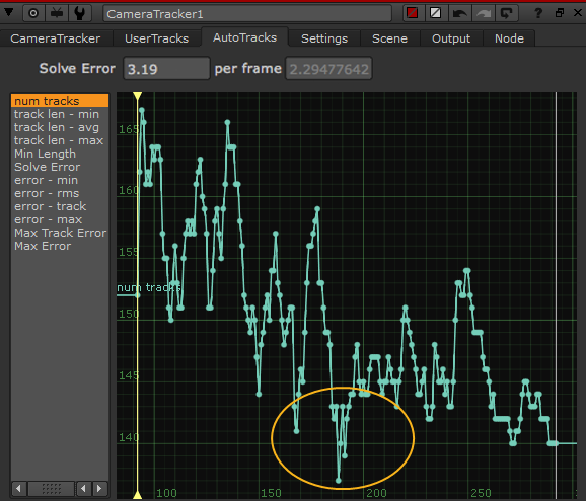 CameraTracker1
?
CameraTracker UserTracks AutoTracks Settings Scene Output Node
Solve Error 3.19 per frame 2.29477642
num tracks
track len - min
track len - avg
track len - max
Min Length
Solve Error
error - min
error - rms
error - track
error - max
Max Track Error
Max Error
165
160
155
num tracks
150
145
140
100 150 200 250